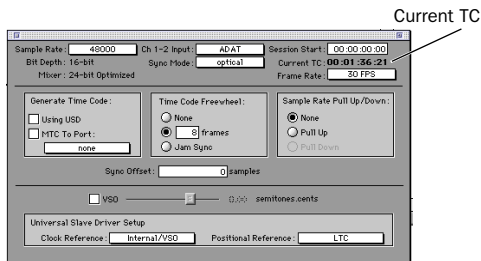 Current TC
Sample Rate: 48000 Ch 1-2 Input: ADAT Session Start: 00:00:00:00
Bit Depth: 16-bit Sync Mode: optical Current TC: 00:01:36:21
Mixer: 24-bit Optimized Frame Rate: 30 FPS
Generate Time Code: Time Code Freewheel: Sample Rate Pull Up/Down:
Using USD None None
MTC To Port: 8 frames Pull Up
none Jam Sync Pull Down
Sync Offset: 0 samples
VSO semitones.cents
Universal Slave Driver Setup
Clock Reference: Internal/VSO Positional Reference: LTC